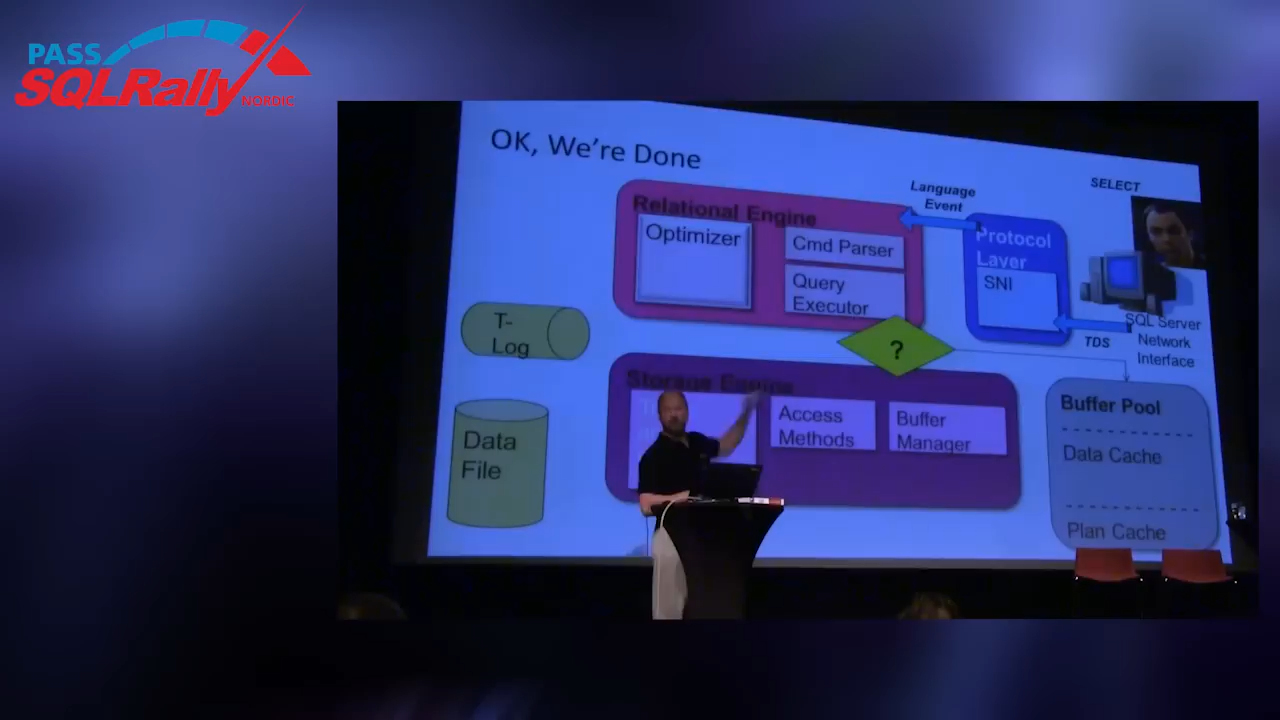 PASS
SQLRally
NORDIC
OK, We're Done
Language
Event
SELECT
Relational Engine
Optimizer
Cmd Parser
Query
Executor
Protocol
Layer
SNI
SQL Server
Network
Interface
TDS
T-
Log
?
Storage Engine
Access
Methods
Buffer
Manager
Data
File
Buffer Pool
Data Cache
Plan Cache